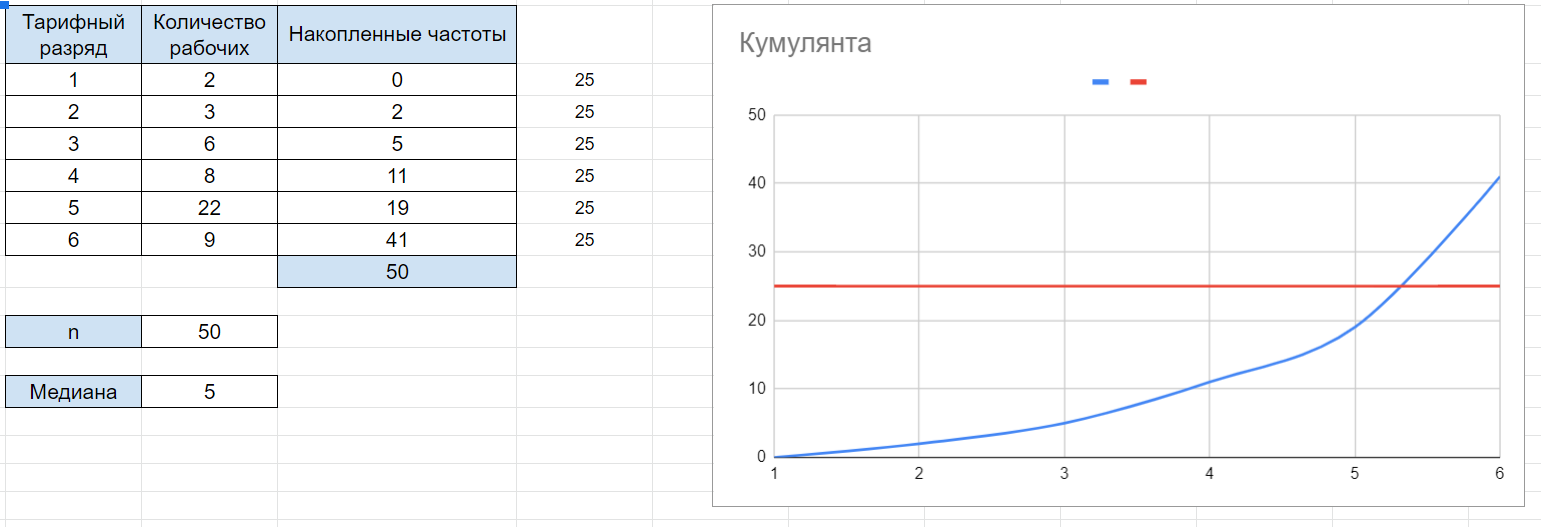 Тарифный разряд Количество рабочих Накопленные частоты
1 2 0 25
2 3 2 25
3 6 5 25
4 8 11 25
5 22 19 25
6 9 41 25
50
n 50
Медиана 5
Кумулянта
50
40
30
20
10
0
1 2 3 4 5 6